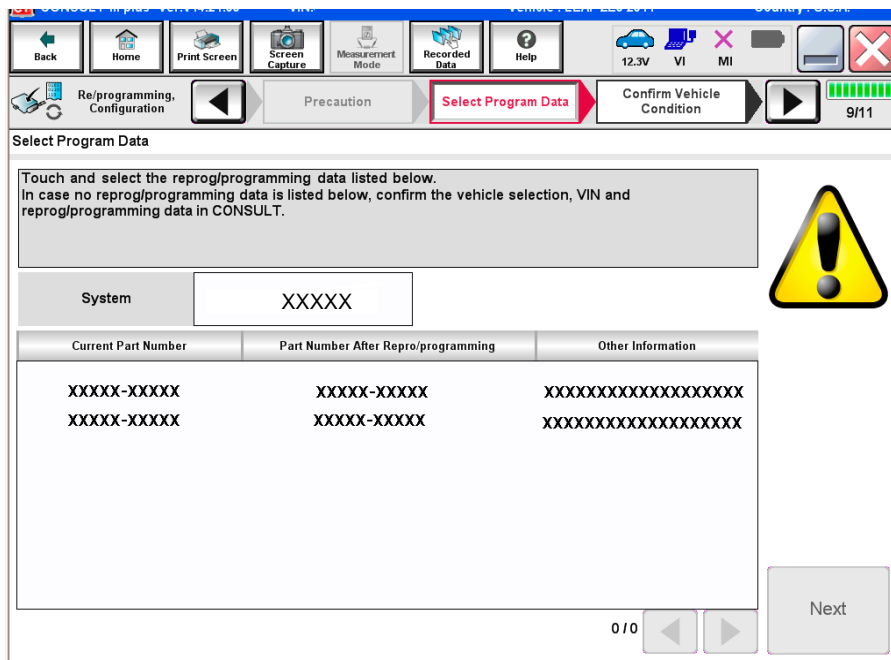 Back
Home
Print Screen
Screen Capture
Measurement Mode
Recorded Data
Help
12.3V
VI
MI
Re/programming, Configuration
Precaution
Select Program Data
Confirm Vehicle Condition
9/11
Select Program Data
Touch and select the reprog/programming data listed below.
In case no reprog/programming data is listed below, confirm the vehicle selection, VIN and
reprog/programming data in CONSULT.
System
XXXXX
Current Part Number
Part Number After Repro/programming
Other Information
XXXXX-XXXXX
XXXXX-XXXXX
XXXXXXXXXXXXXXXXXXX
XXXXX-XXXXX
XXXXX-XXXXX
XXXXXXXXXXXXXXXXXXX
Next
0/0